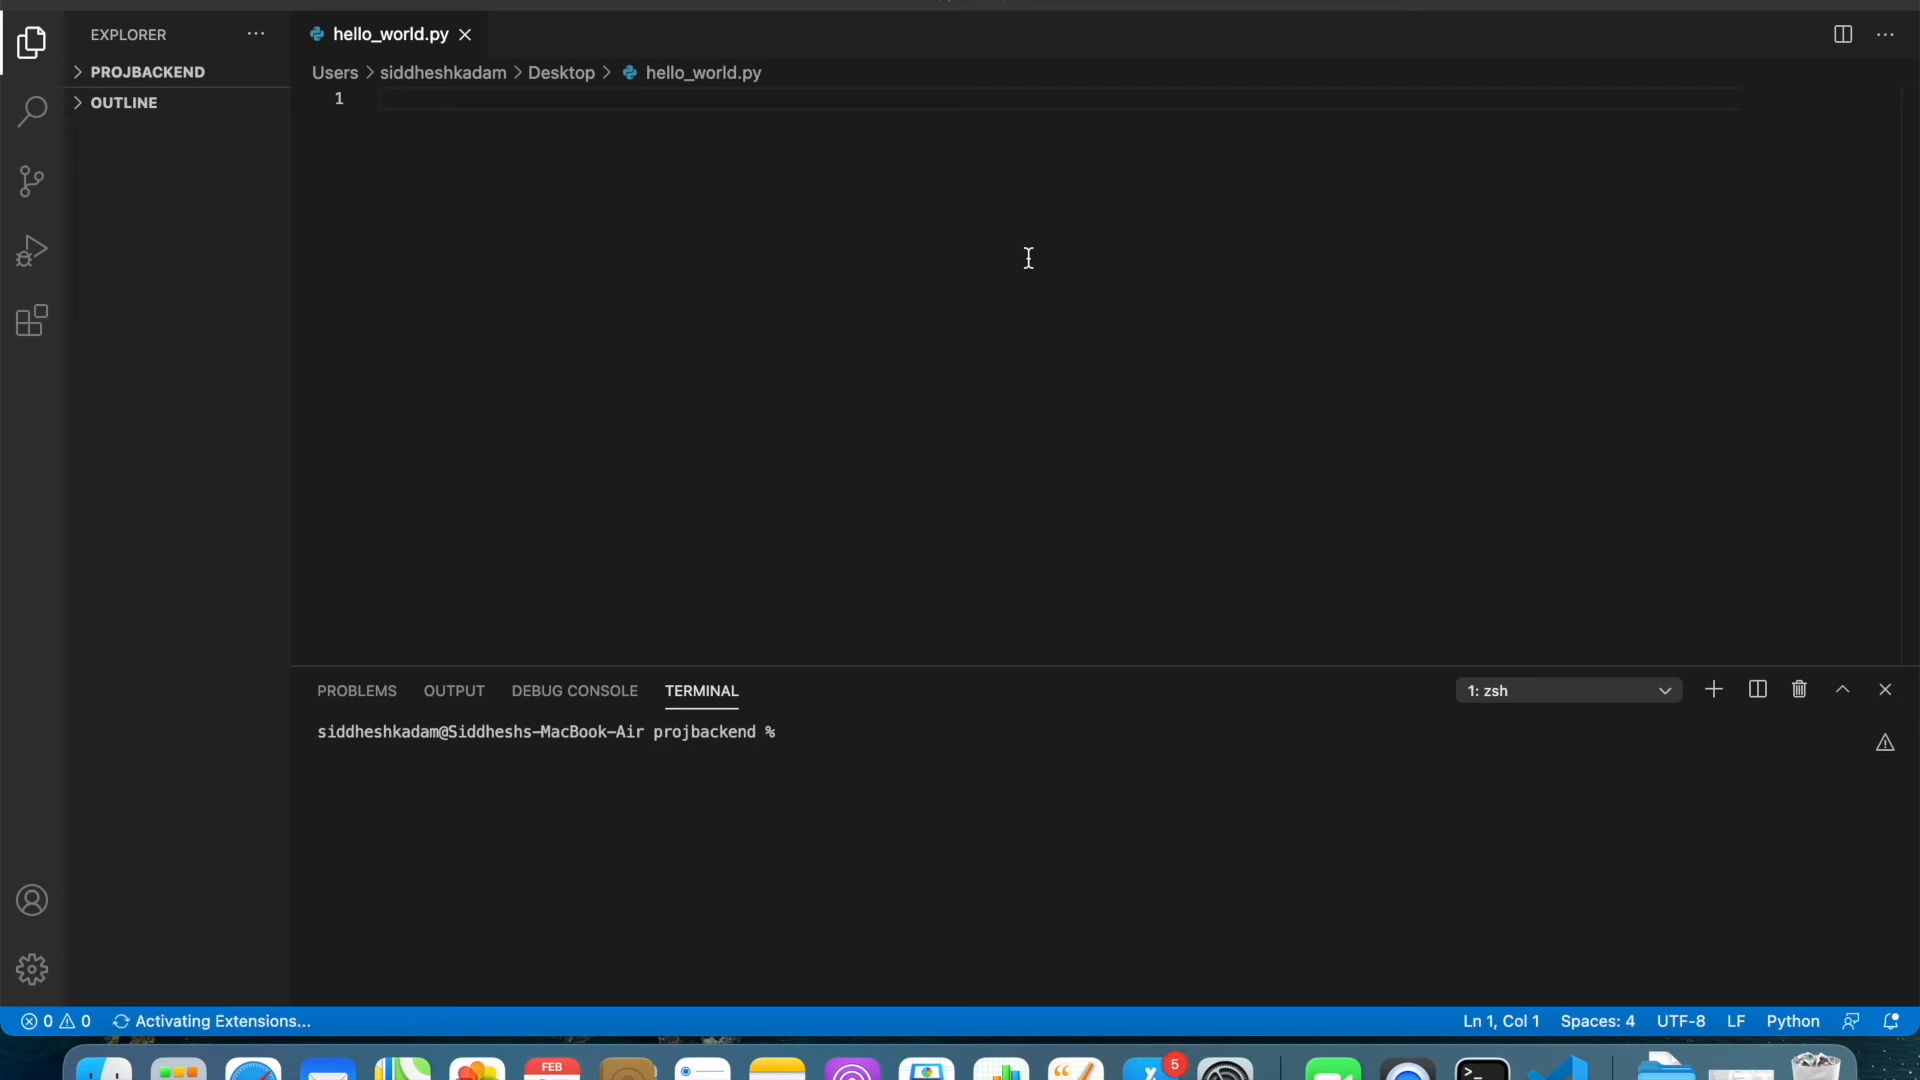 EXPLORER
PROJBACKEND
OUTLINE
hello_world.py
Users > siddheshkadam > Desktop > hello_world.py
1
PROBLEMS OUTPUT DEBUG CONSOLE TERMINAL
1: zsh
siddheshkadam@Siddheshs-MacBook-Air projbackend %
0 0 Activating Extensions...
Ln 1, Col 1 Spaces: 4 UTF-8 LF Python
FEB
5
>_